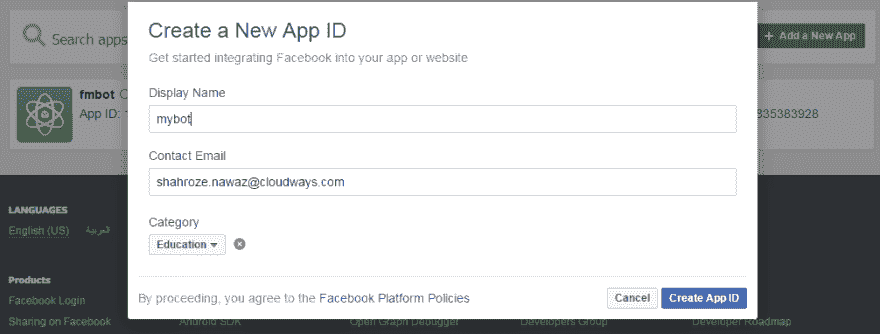 Create a New App ID
Get started integrating Facebook into your app or website
Display Name
mybot
Contact Email
shahroze.nawaz@cloudways.com
Category
Education
By proceeding, you agree to the Facebook Platform Policies
Cancel
Create App ID
Search apps
+ Add a New App
fmbot
App ID:
835383928
LANGUAGES
English (US)
العربية
Products
Facebook Login
Sharing on Facebook
Android SDK
Open Graph Debugger
Developers Group
Developer Roadmap